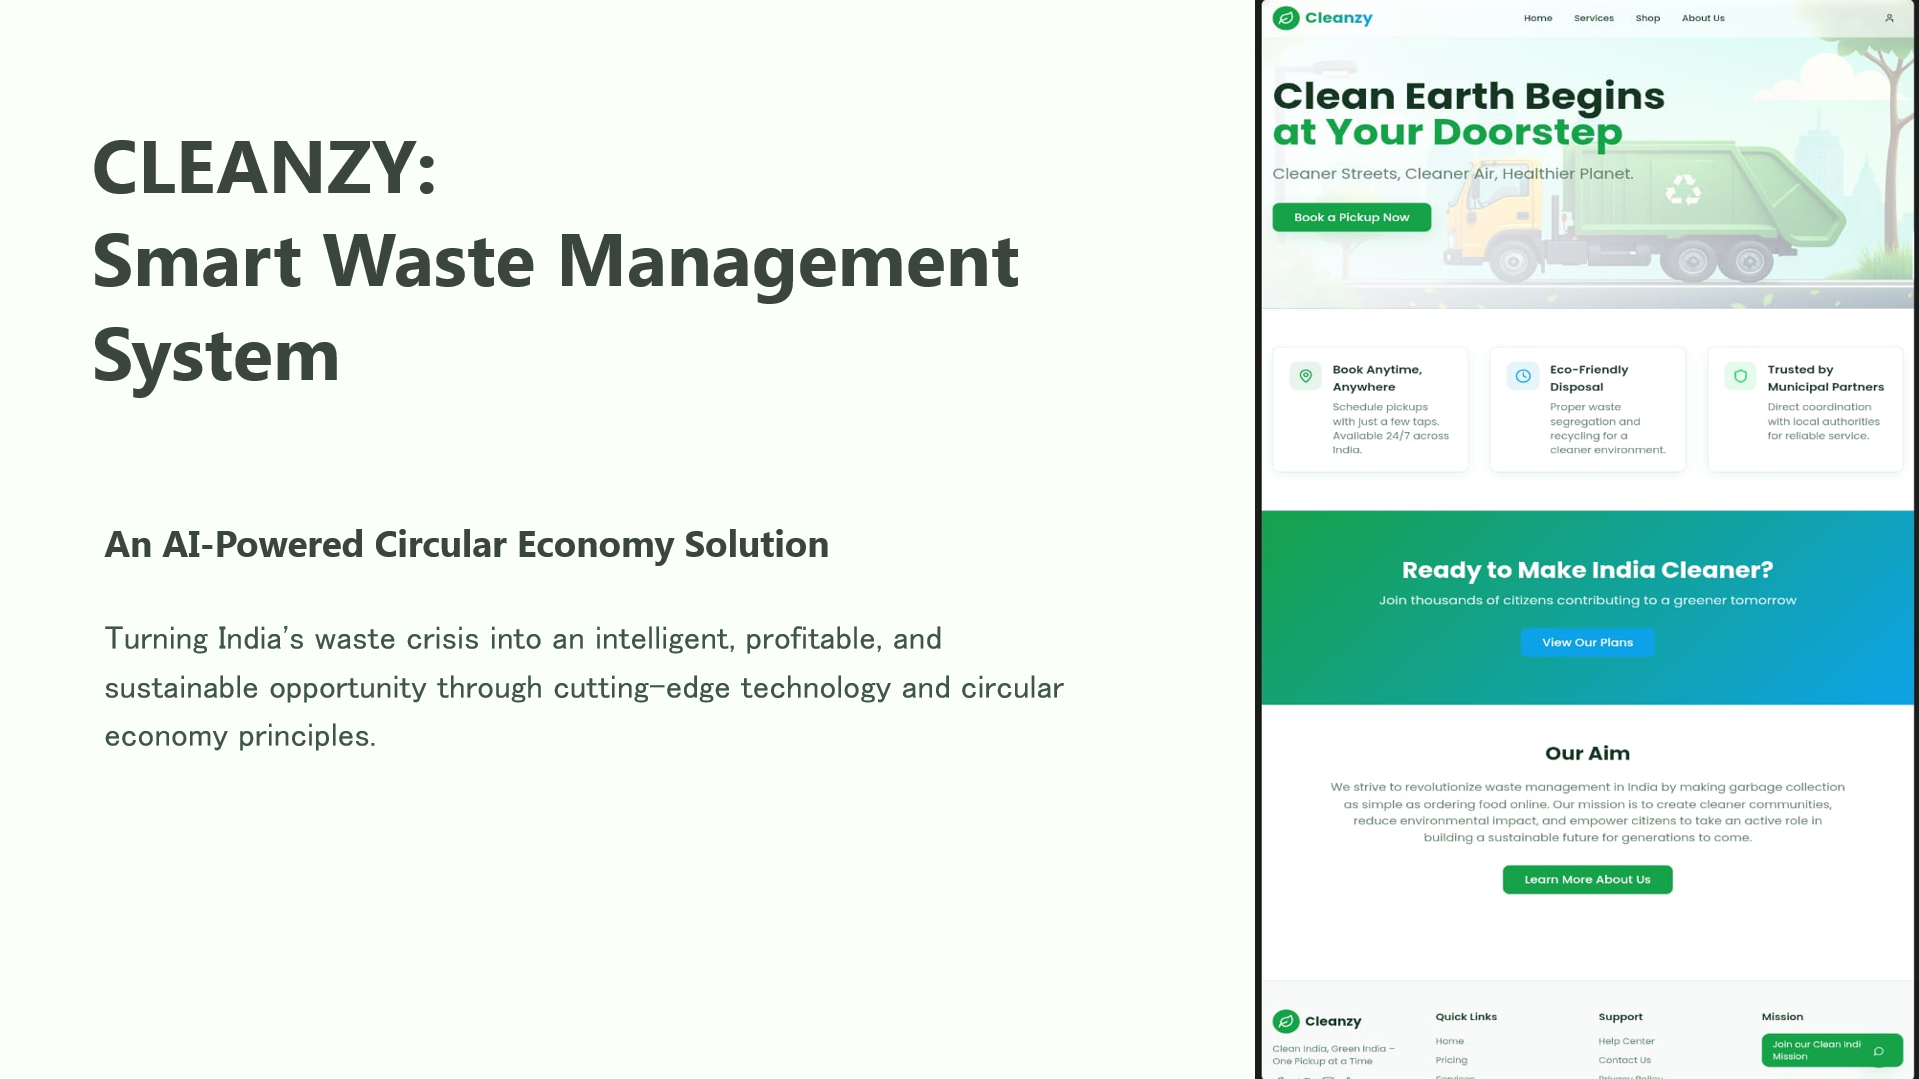 CLEANZY:
Smart Waste Management
System
An AI-Powered Circular Economy Solution
Turning India’s waste crisis into an intelligent, profitable, and
sustainable opportunity through cutting-edge technology and circular
economy principles.
Cleanzy
Home Services Shop About Us
Clean Earth Begins
at Your Doorstep
Cleaner Streets, Cleaner Air, Healthier Planet.
Book a Pickup Now
Book Anytime,
Anywhere
Schedule pickups
with just a few taps.
Available 24/7 across
India.
Eco-Friendly
Disposal
Proper waste
segregation and
recycling for a
cleaner environment.
Trusted by
Municipal Partners
Direct coordination
with local authorities
for reliable service.
Ready to Make India Cleaner?
Join thousands of citizens contributing to a greener tomorrow
View Our Plans
Our Aim
We strive to revolutionize waste management in India by making garbage collection
as simple as ordering food online. Our mission is to create cleaner communities,
reduce environmental impact, and empower citizens to take an active role in
building a sustainable future for generations to come.
Learn More About Us
Cleanzy
Clean India, Green India –
One Pickup at a Time
Quick Links
Home
Pricing
Services
Support
Help Center
Contact Us
Privacy Policy
Mission
Join our Clean Indi
Mission